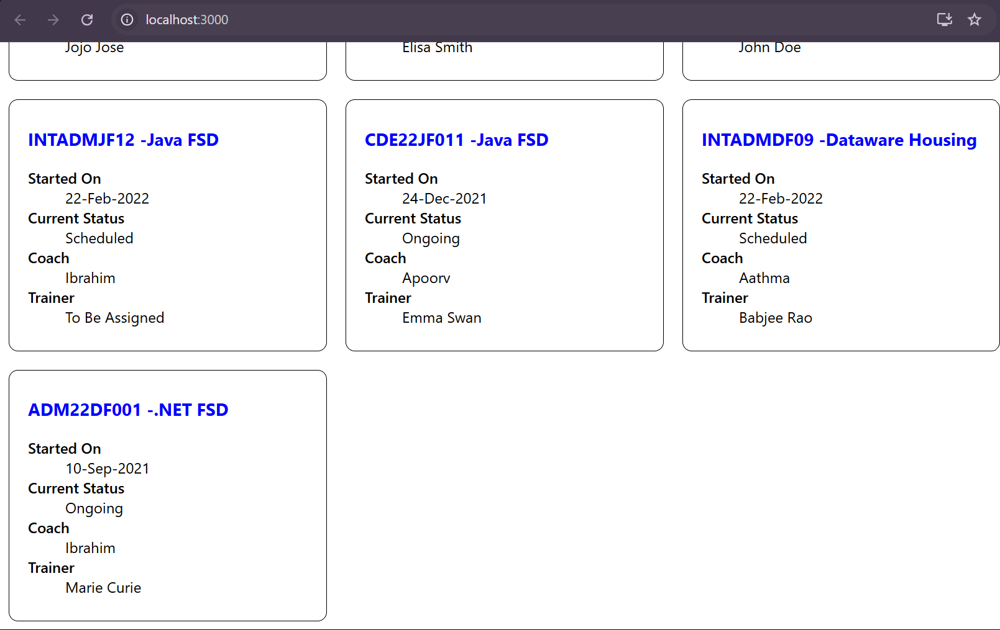 localhost:3000
Jojo Jose
Elisa Smith
John Doe
INTADMJF12 -Java FSD
Started On
22-Feb-2022
Current Status
Scheduled
Coach
Ibrahim
Trainer
To Be Assigned
CDE22JF011 -Java FSD
Started On
24-Dec-2021
Current Status
Ongoing
Coach
Apoorv
Trainer
Emma Swan
INTADMDF09 -Dataware Housing
Started On
22-Feb-2022
Current Status
Scheduled
Coach
Aathma
Trainer
Babjee Rao
ADM22DF001 -.NET FSD
Started On
10-Sep-2021
Current Status
Ongoing
Coach
Ibrahim
Trainer
Marie Curie